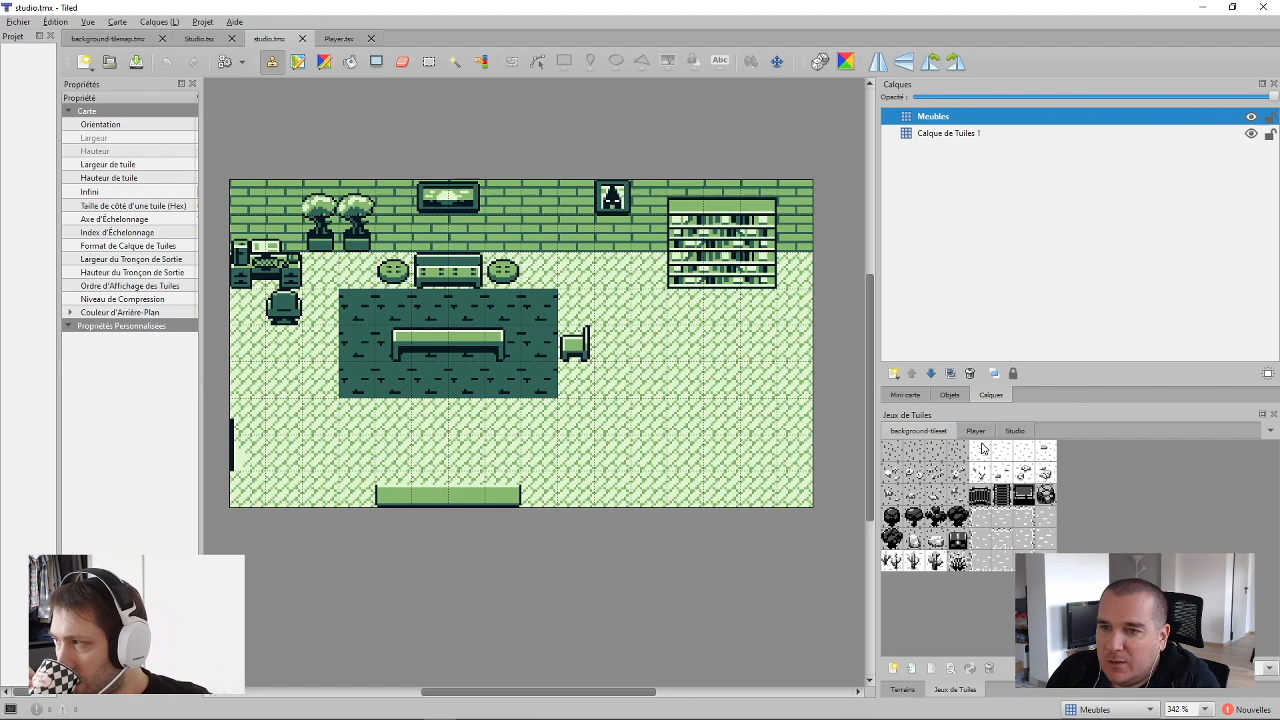 studio.tmx - Tiled
Fichier Édition Vue Carte Calques (L) Projet Aide
Projet
background-tilemap.tmx Studio.tsx studio.tmx Player.tsx
Abc
Propriétés
Propriété
Carte
Orientation
Largeur
Hauteur
Largeur de tuile
Hauteur de tuile
Infini
Taille de côté d'une tuile (Hex)
Axe d'Échelonnage
Index d'Échelonnage
Format de Calque de Tuiles
Largeur du Tronçon de Sortie
Hauteur du Tronçon de Sortie
Ordre d'Affichage des Tuiles
Niveau de Compression
Couleur d'Arrière-Plan
Propriétés Personnalisées
Calques
Opacité :
Meubles
Calque de Tuiles 1
Mini-carte Objets Calques
Jeux de Tuiles
background-tileset Player Studio
Terrains Jeux de Tuiles
0 0 Meubles 342 % Nouvelles